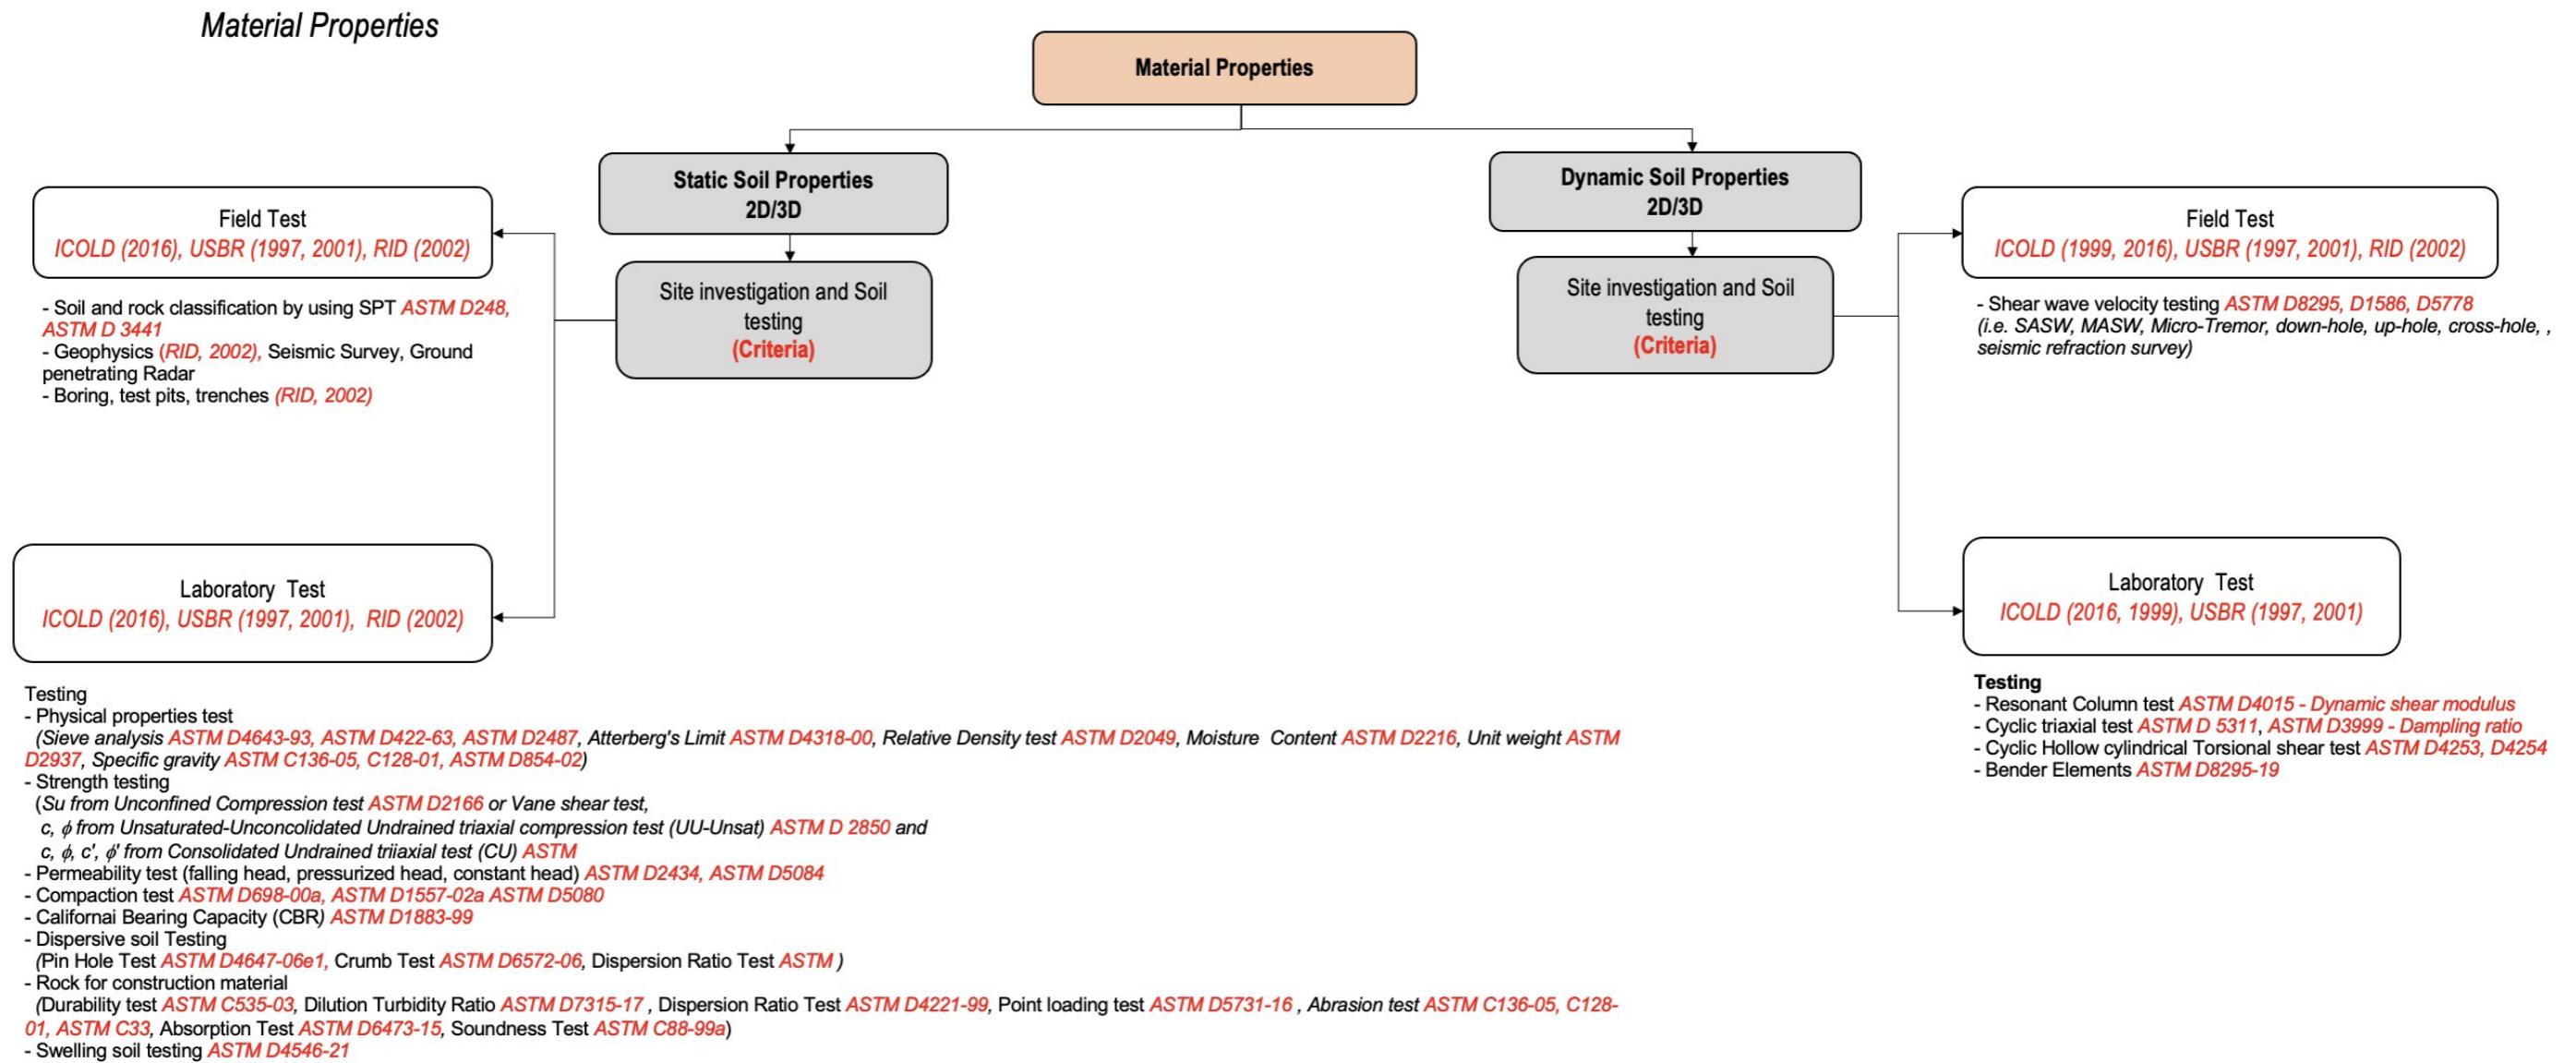 Material Properties
Material Properties
Static Soil Properties
2D/3D
Site investigation and Soil
testing
(Criteria)
Field Test
ICOLD (2016), USBR (1997, 2001), RID (2002)
- Soil and rock classification by using SPT ASTM D248,
ASTM D 3441
- Geophysics (RID, 2002), Seismic Survey, Ground
penetrating Radar
- Boring, test pits, trenches (RID, 2002)
Laboratory Test
ICOLD (2016), USBR (1997, 2001), RID (2002)
Testing
- Physical properties test
(Sieve analysis ASTM D4643-93, ASTM D422-63, ASTM D2487, Atterberg's Limit ASTM D4318-00, Relative Density test ASTM D2049, Moisture Content ASTM D2216, Unit weight ASTM
D2937, Specific gravity ASTM C136-05, C128-01, ASTM D854-02)
- Strength testing
(Su from Unconfined Compression test ASTM D2166 or Vane shear test,
c, ϕ from Unsaturated-Unconcolidated Undrained triaxial compression test (UU-Unsat) ASTM D 2850 and
c, ϕ, c', ϕ' from Consolidated Undrained triiaxial test (CU) ASTM
- Permeability test (falling head, pressurized head, constant head) ASTM D2434, ASTM D5084
- Compaction test ASTM D698-00a, ASTM D1557-02a ASTM D5080
- Californai Bearing Capacity (CBR) ASTM D1883-99
- Dispersive soil Testing
(Pin Hole Test ASTM D4647-06e1, Crumb Test ASTM D6572-06, Dispersion Ratio Test ASTM )
- Rock for construction material
(Durability test ASTM C535-03, Dilution Turbidity Ratio ASTM D7315-17 , Dispersion Ratio Test ASTM D4221-99, Point loading test ASTM D5731-16 , Abrasion test ASTM C136-05, C128-
01, ASTM C33, Absorption Test ASTM D6473-15, Soundness Test ASTM C88-99a)
- Swelling soil testing ASTM D4546-21
Dynamic Soil Properties
2D/3D
Site investigation and Soil
testing
(Criteria)
Field Test
ICOLD (1999, 2016), USBR (1997, 2001), RID (2002)
- Shear wave velocity testing ASTM D8295, D1586, D5778
(i.e. SASW, MASW, Micro-Tremor, down-hole, up-hole, cross-hole, ,
seismic refraction survey)
Laboratory Test
ICOLD (2016, 1999), USBR (1997, 2001)
Testing
- Resonant Column test ASTM D4015 - Dynamic shear modulus
- Cyclic triaxial test ASTM D 5311, ASTM D3999 - Dampling ratio
- Cyclic Hollow cylindrical Torsional shear test ASTM D4253, D4254
- Bender Elements ASTM D8295-19